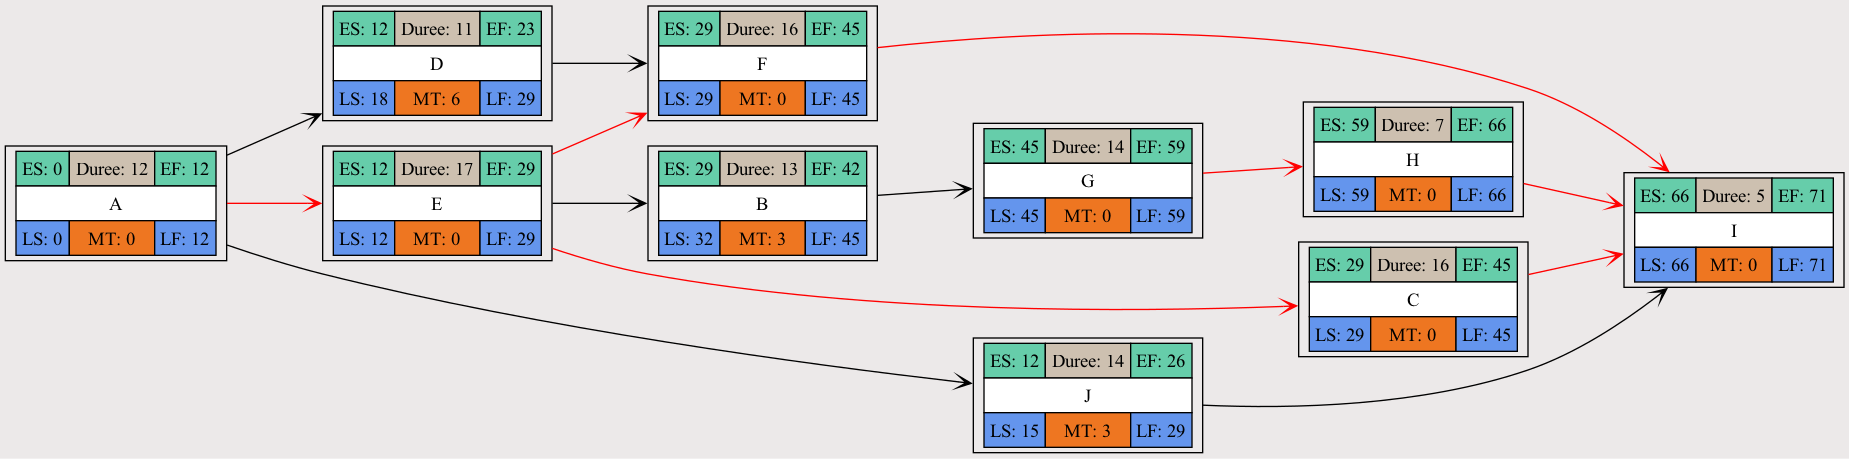 ES: 12 Duree: 11 EF: 23
D
LS: 18 MT: 6 LF: 29
ES: 29 Duree: 16 EF: 45
F
LS: 29 MT: 0 LF: 45
ES: 0 Duree: 12 EF: 12
A
LS: 0 MT: 0 LF: 12
ES: 12 Duree: 17 EF: 29
E
LS: 12 MT: 0 LF: 29
ES: 29 Duree: 13 EF: 42
B
LS: 32 MT: 3 LF: 45
ES: 45 Duree: 14 EF: 59
G
LS: 45 MT: 0 LF: 59
ES: 59 Duree: 7 EF: 66
H
LS: 59 MT: 0 LF: 66
ES: 66 Duree: 5 EF: 71
I
LS: 66 MT: 0 LF: 71
ES: 29 Duree: 16 EF: 45
C
LS: 29 MT: 0 LF: 45
ES: 12 Duree: 14 EF: 26
J
LS: 15 MT: 3 LF: 29